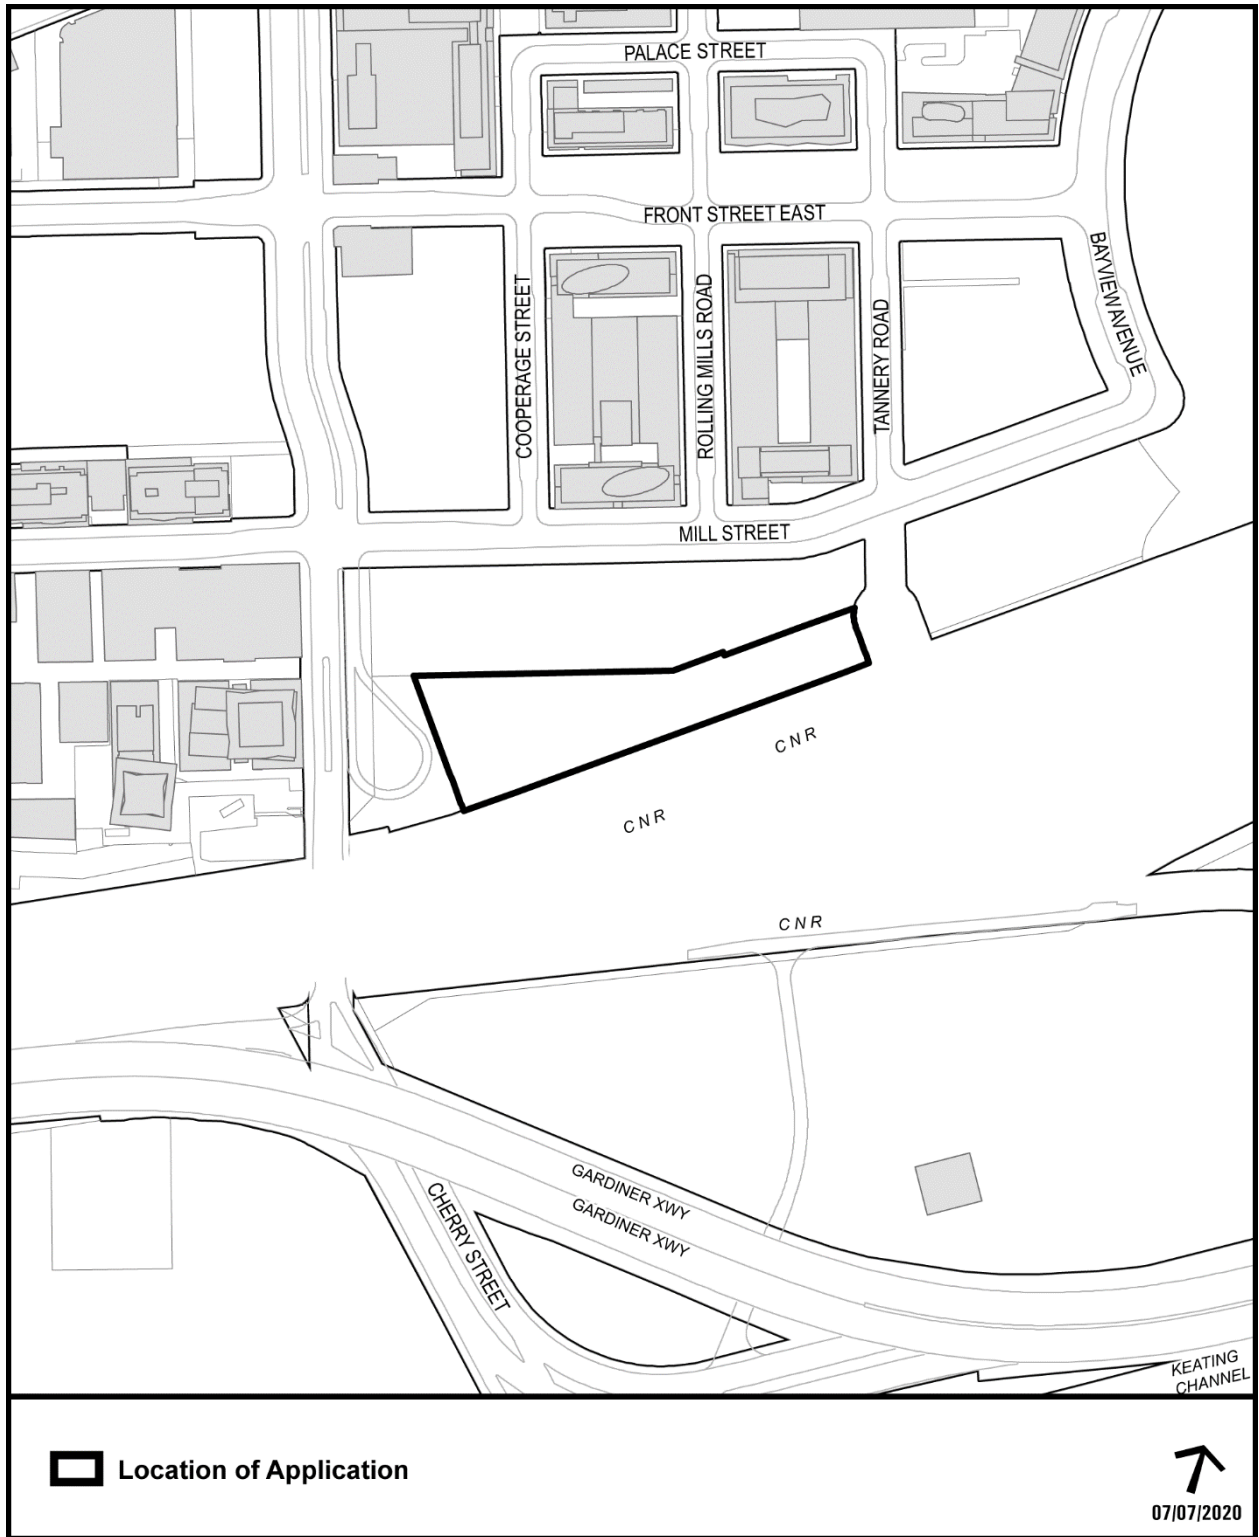 PALACE STREET
FRONT STREET EAST
BAYVIEW AVENUE
COOPERAGE STREET
ROLLING MILLS ROAD
TANNERY ROAD
MILL STREET
CNR
CNR
CNR
GARDINER XWY
GARDINER XWY
CHERRY STREET
KEATING
CHANNEL
Location of Application
07/07/2020